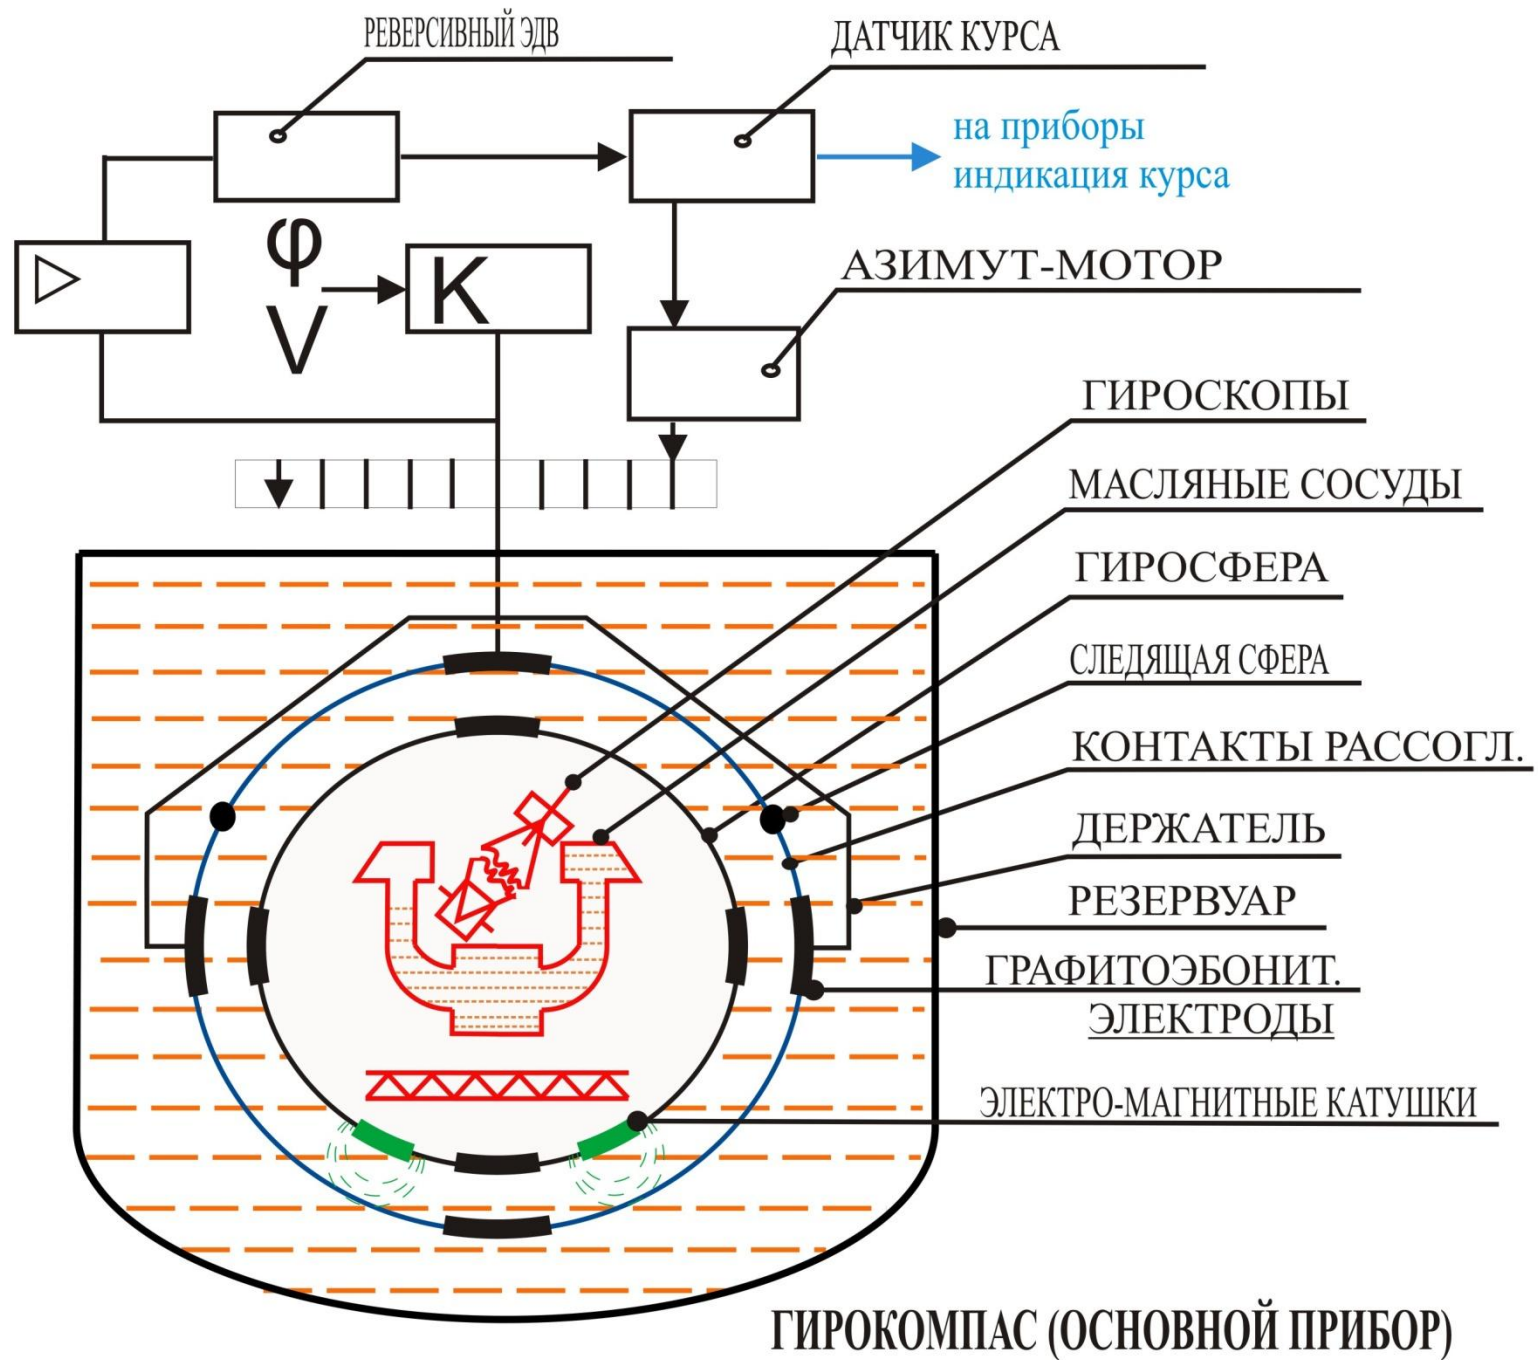 РЕВЕРСИВНЫЙ ЭДВ
ДАТЧИК КУРСА
на приборы
индикация курса
φ
V
K
АЗИМУТ-МОТОР
ГИРОСКОПЫ
МАСЛЯНЫЕ СОСУДЫ
ГИРОСФЕРА
СЛЕДЯЩАЯ СФЕРА
КОНТАКТЫ РАССОГЛ.
ДЕРЖАТЕЛЬ
РЕЗЕРВУАР
ГРАФИТОЭБОНИТ.
ЭЛЕКТРОДЫ
ЭЛЕКТРО-МАГНИТНЫЕ КАТУШКИ
ГИРОКОМПАС (ОСНОВНОЙ ПРИБОР)